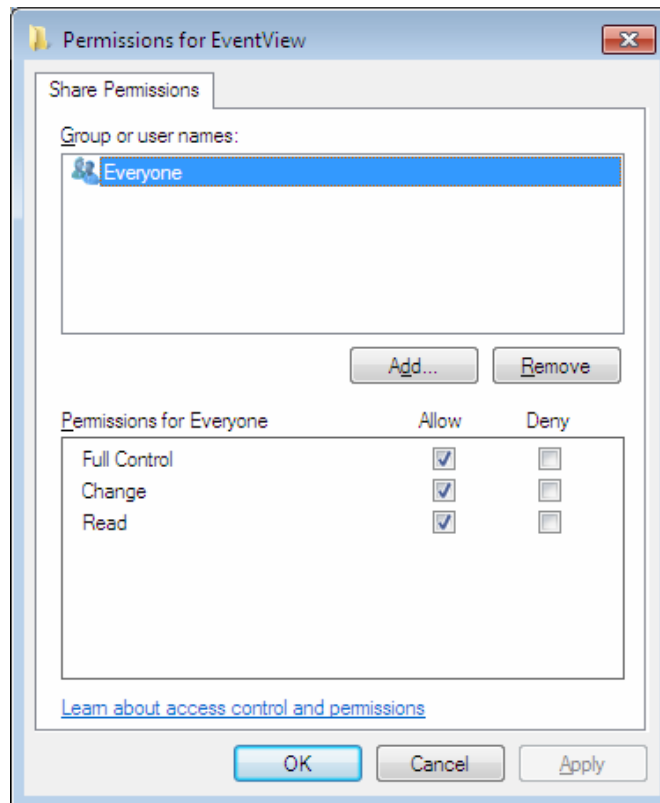 Permissions for EventView
Share Permissions
Group or user names:
Everyone
Add... Remove
Permissions for Everyone Allow Deny
Full Control
Change
Read
Learn about access control and permissions
OK Cancel Apply